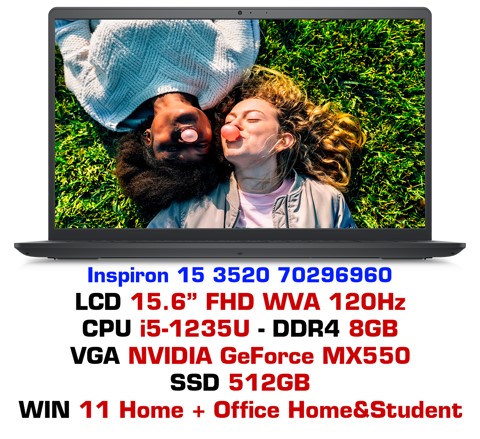 Inspiron 15 3520 70296960
LCD 15.6” FHD WVA 120Hz
CPU i5-1235U - DDR4 8GB
VGA NVIDIA GeForce MX550
SSD 512GB
WIN 11 Home + Office Home&Student